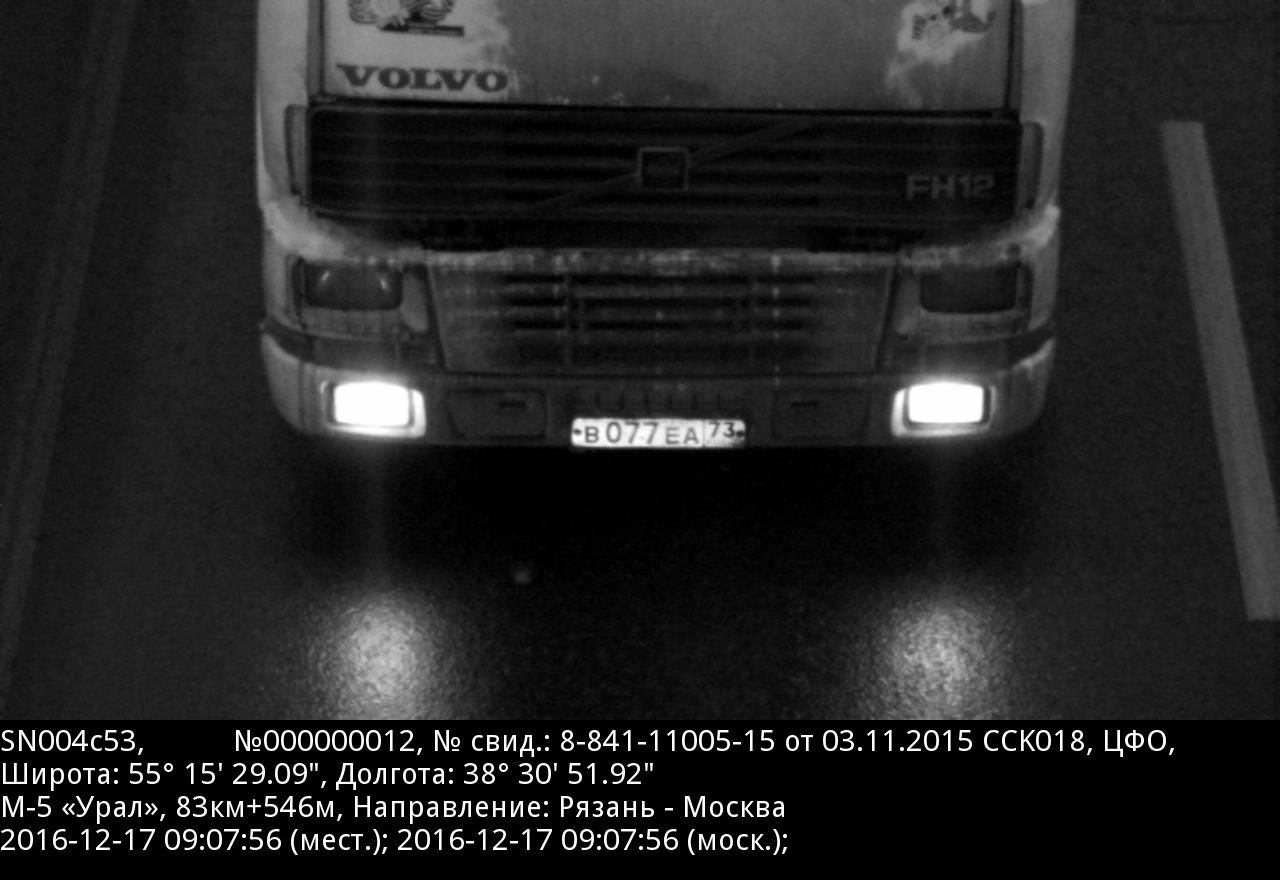 VOLVO
FH12
В 077 ЕА 73
SN004c53, №000000012, № свид.: 8-841-11005-15 от 03.11.2015 ССК018, ЦФО,
Широта: 55° 15' 29.09", Долгота: 38° 30' 51.92"
М-5 «Урал», 83км+546м, Направление: Рязань - Москва
2016-12-17 09:07:56 (мест.); 2016-12-17 09:07:56 (моск.);